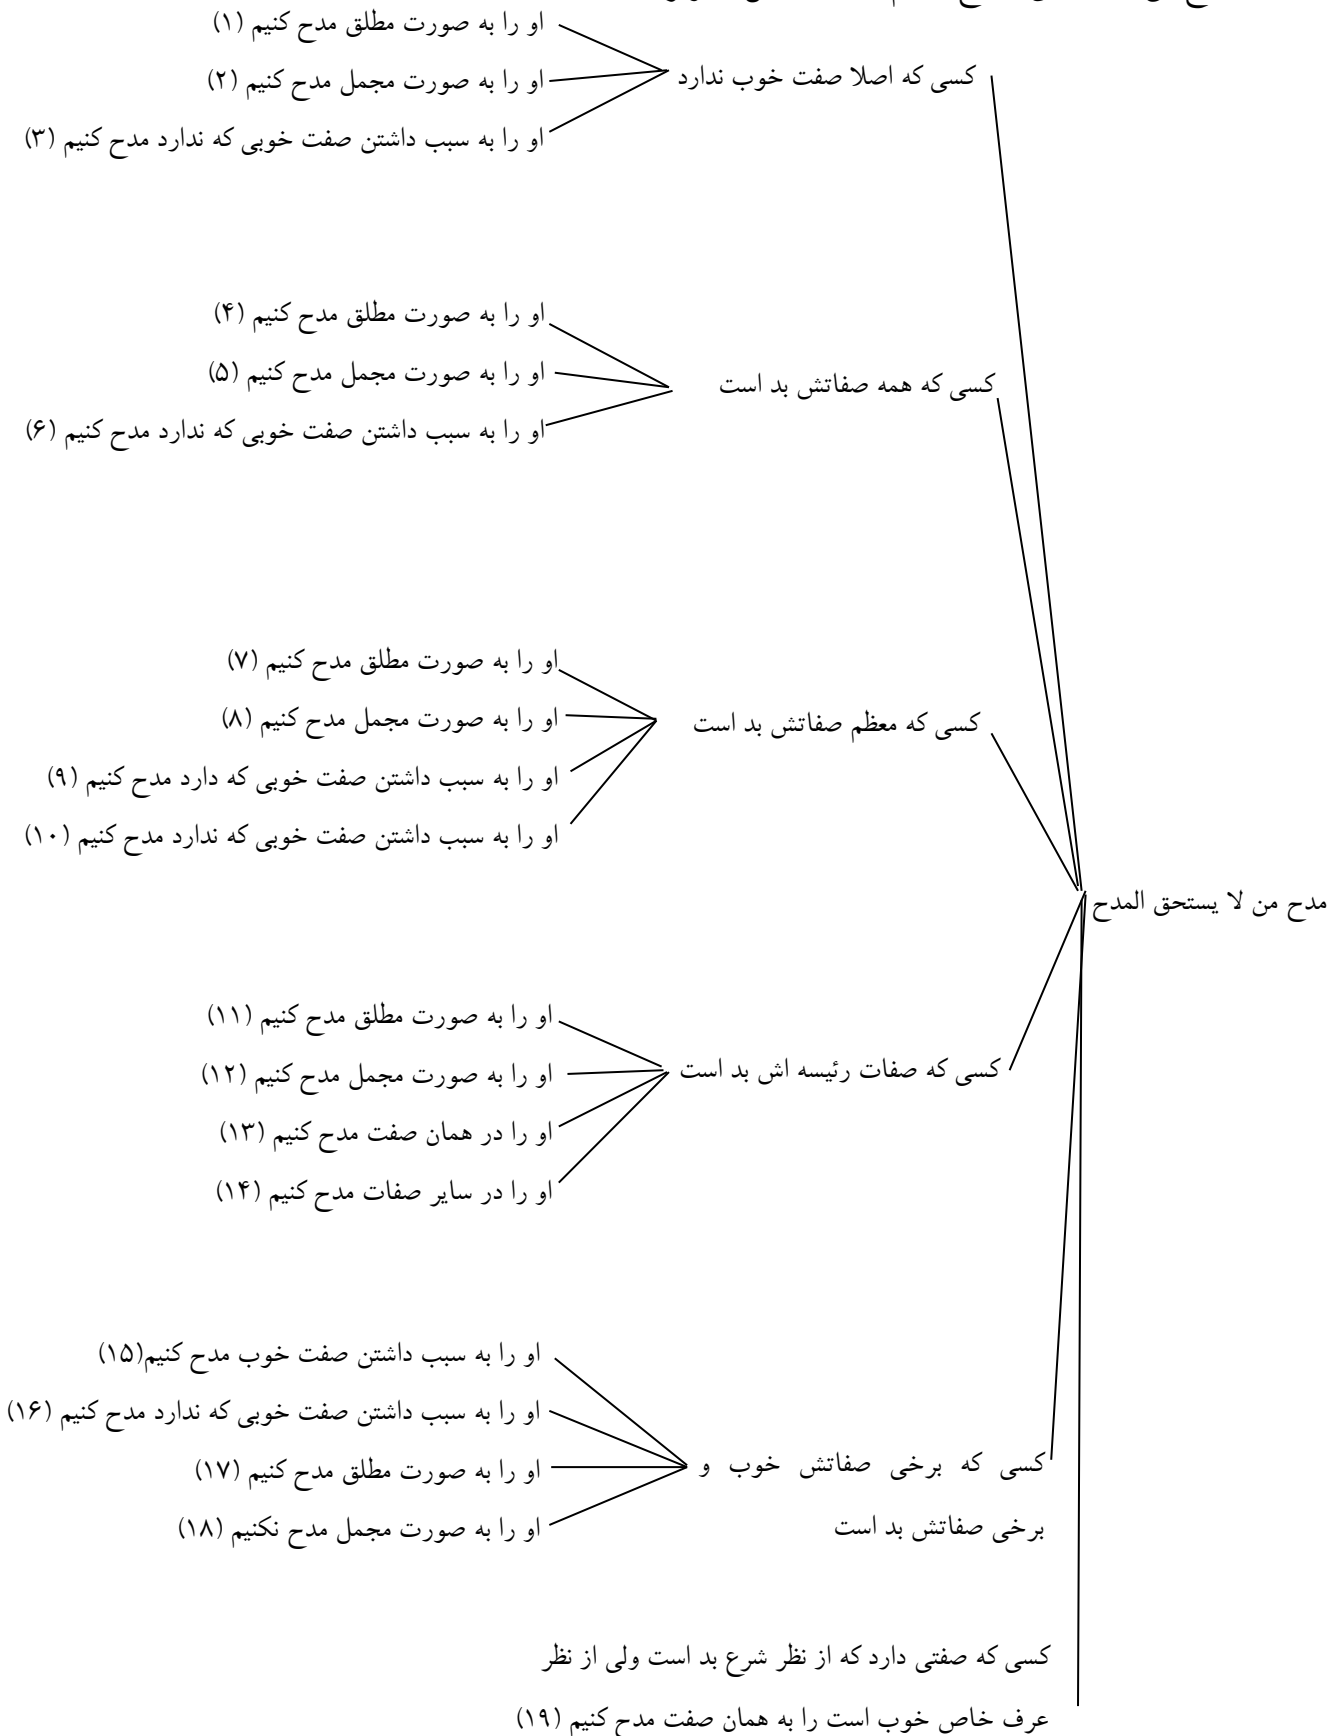 او را به صورت مطلق مدح کنیم (۱)
کسی که اصلا صفت خوب ندارد
او را به صورت مجمل مدح کنیم (۲)
او را به سبب داشتن صفت خوبی که ندارد مدح کنیم (۳)
او را به صورت مطلق مدح کنیم (۴)
کسی که همه صفاتش بد است
او را به صورت مجمل مدح کنیم (۵)
او را به سبب داشتن صفت خوبی که ندارد مدح کنیم (۶)
او را به صورت مطلق مدح کنیم (۷)
کسی که معظم صفاتش بد است
او را به صورت مجمل مدح کنیم (۸)
او را به سبب داشتن صفت خوبی که دارد مدح کنیم (۹)
او را به سبب داشتن صفت خوبی که ندارد مدح کنیم (۱۰)
مدح من لا یستحق المدح
او را به صورت مطلق مدح کنیم (۱۱)
کسی که صفات رئیسه اش بد است
او را به صورت مجمل مدح کنیم (۱۲)
او را در همان صفت مدح کنیم (۱۳)
او را در سایر صفات مدح کنیم (۱۴)
او را به سبب داشتن صفت خوب مدح کنیم(۱۵)
او را به سبب داشتن صفت خوبی که ندارد مدح کنیم (۱۶)
کسی که برخی صفاتش خوب و
برخی صفاتش بد است
او را به صورت مطلق مدح کنیم (۱۷)
او را به صورت مجمل مدح نکنیم (۱۸)
کسی که صفتی دارد که از نظر شرع بد است ولی از نظر
عرف خاص خوب است را به همان صفت مدح کنیم (۱۹)